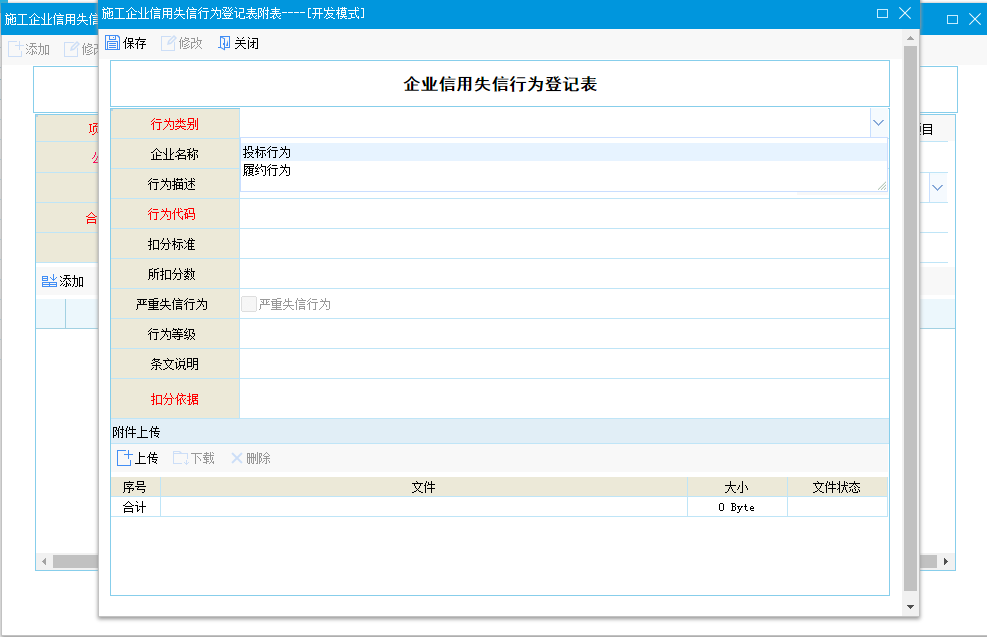 施工企业信用失信
施工企业信用失信行为登记表附表----[开发模式]
添加 修改
保存 修改 关闭
企业信用失信行为登记表
行为类别
企业名称
投标行为
履约行为
行为描述
行为代码
扣分标准
所扣分数
严重失信行为 严重失信行为
行为等级
条文说明
扣分依据
添加
附件上传
上传 下载 删除
序号 文件 大小 文件状态
合计 0 Byte